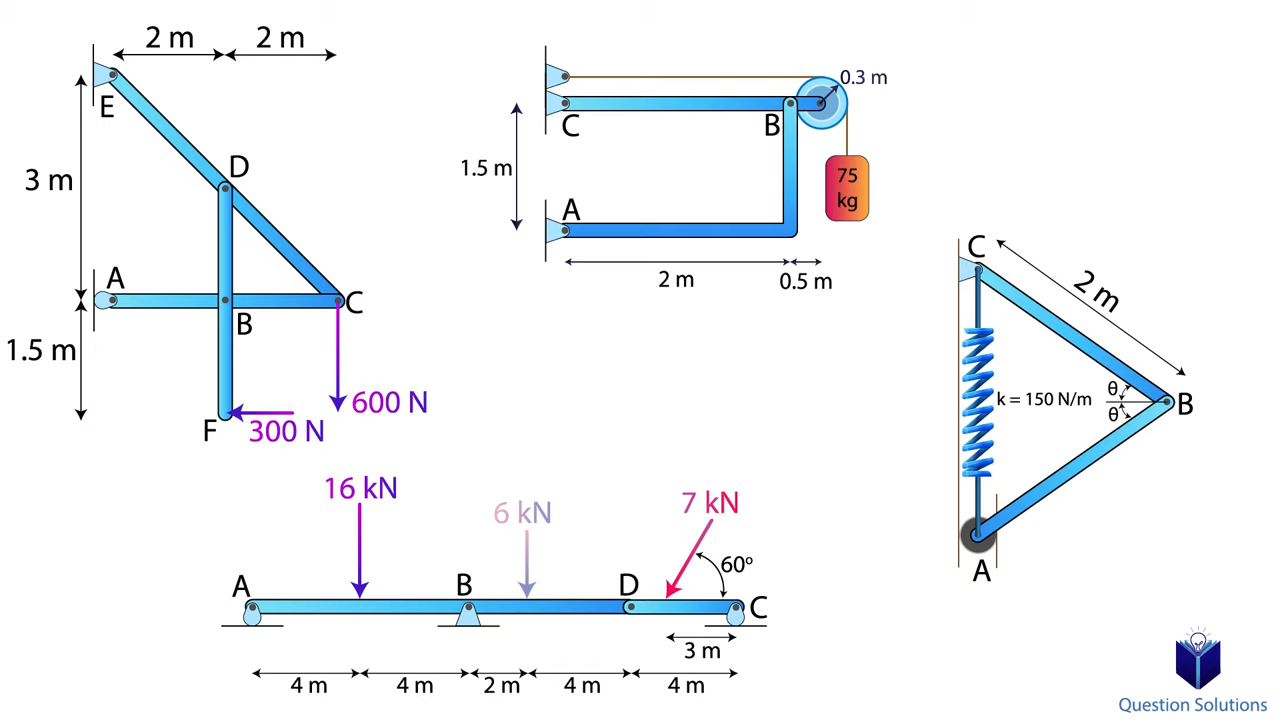 2 m 2 m
E
D
3 m
A
B
C
1.5 m
600 N
F
300 N
0.3 m
C
B
1.5 m
75
kg
A
2 m
0.5 m
C
2 m
k = 150 N/m
θ
θ
B
A
16 kN
6 kN
7 kN
60º
A
B
D
C
3 m
4 m 4 m 2 m 4 m 4 m
Question Solutions